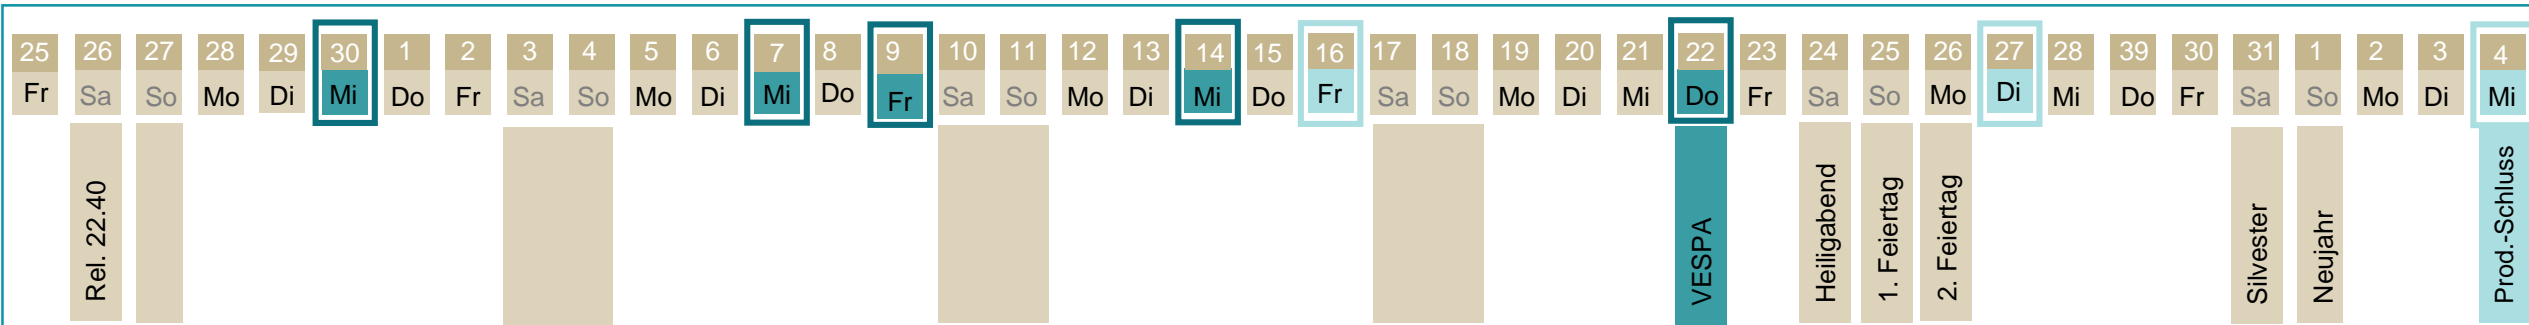 25 26 27 28 29 30 1 2 3 4 5 6 7 8 9 10 11 12 13 14 15 16 17 18 19 20 21 22 23 24 25 26 27 28 39 30 31 1 2 3 4
Fr Sa So Mo Di Mi Do Fr Sa So Mo Di Mi Do Fr Sa So Mo Di Mi Do Fr Sa So Mo Di Mi Do Fr Sa So Mo Di Mi Do Fr Sa So Mo Di Mi
Rel. 22.40
VESPA
Heiligabend
1. Feiertag
2. Feiertag
Silvester
Neujahr
Prod.-Schluss